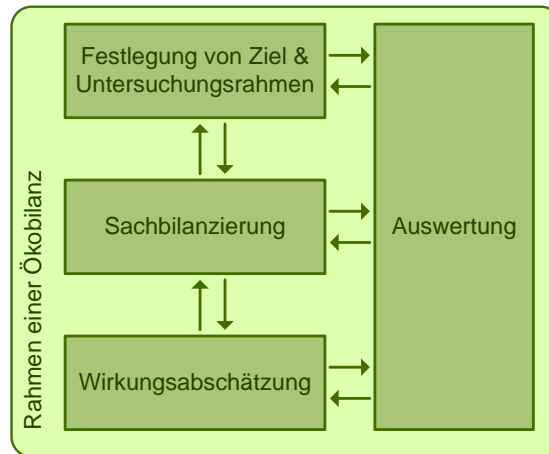 Rahmen einer Ökobilanz
Festlegung von Ziel &
Untersuchungsrahmen
Sachbilanzierung
Wirkungsabschätzung
Auswertung